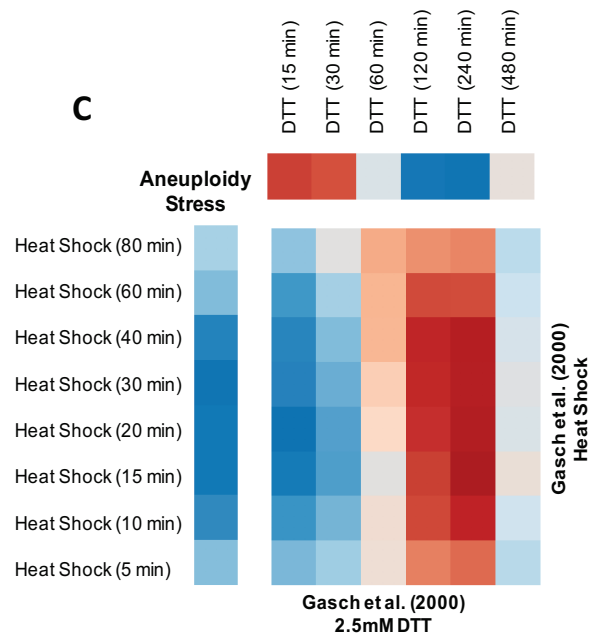 C
DTT (15 min)
DTT (30 min)
DTT (60 min)
DTT (120 min)
DTT (240 min)
DTT (480 min)
Aneuploidy
Stress
Heat Shock (80 min)
Heat Shock (60 min)
Heat Shock (40 min)
Heat Shock (30 min)
Heat Shock (20 min)
Heat Shock (15 min)
Heat Shock (10 min)
Heat Shock (5 min)
Gasch et al. (2000)
Heat Shock
Gasch et al. (2000)
2.5mM DTT